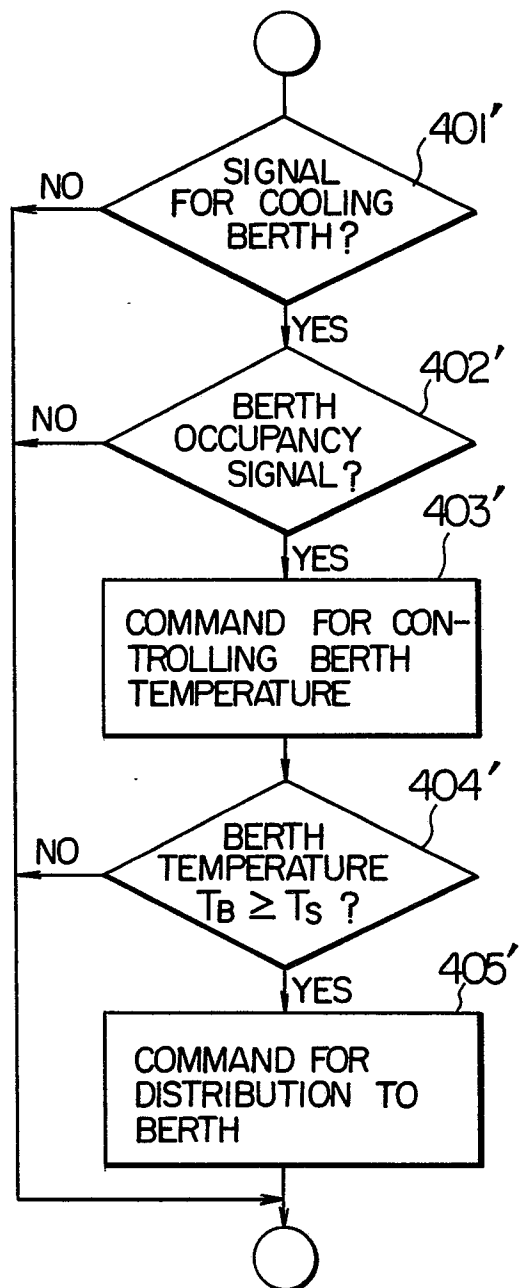 401'
SIGNAL
FOR COOLING
BERTH?
NO
YES
402'
BERTH
OCCUPANCY
SIGNAL?
NO
YES
403'
COMMAND FOR CON-
TROLLING BERTH
TEMPERATURE
404'
BERTH
TEMPERATURE
TB ≥ TS ?
NO
YES
405'
COMMAND FOR
DISTRIBUTION TO
BERTH